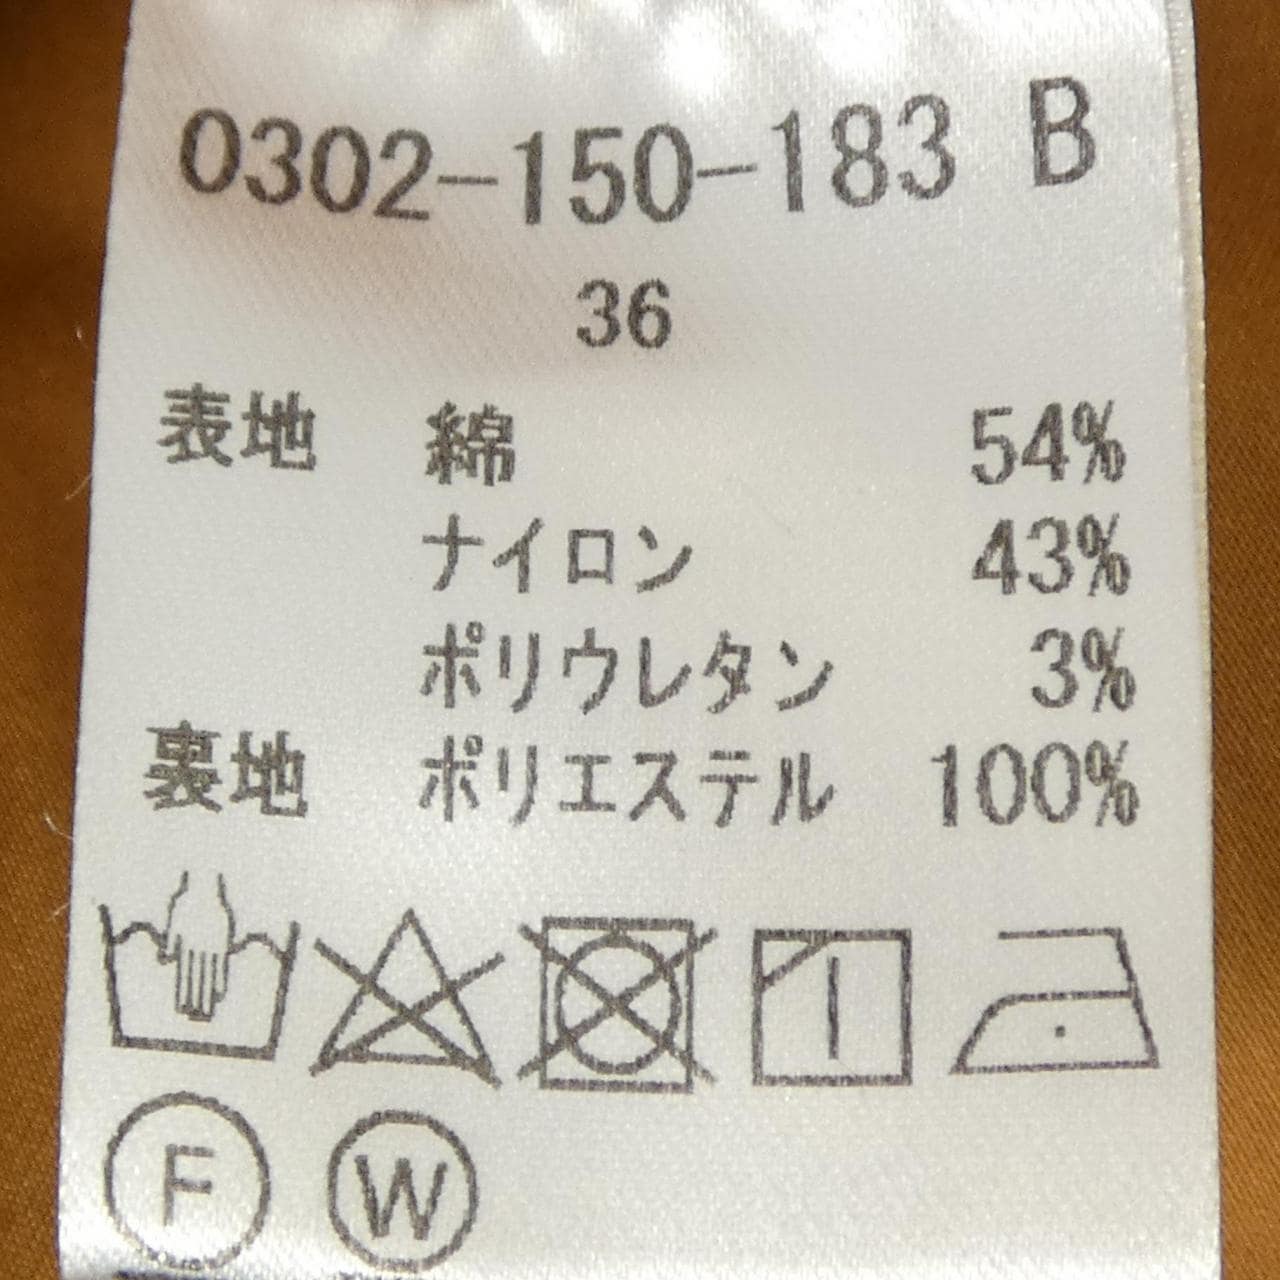 0302-150-183 B
36
表地 綿 54%
ナイロン 43%
ポリウレタン 3%
裏地 ポリエステル 100%
F W